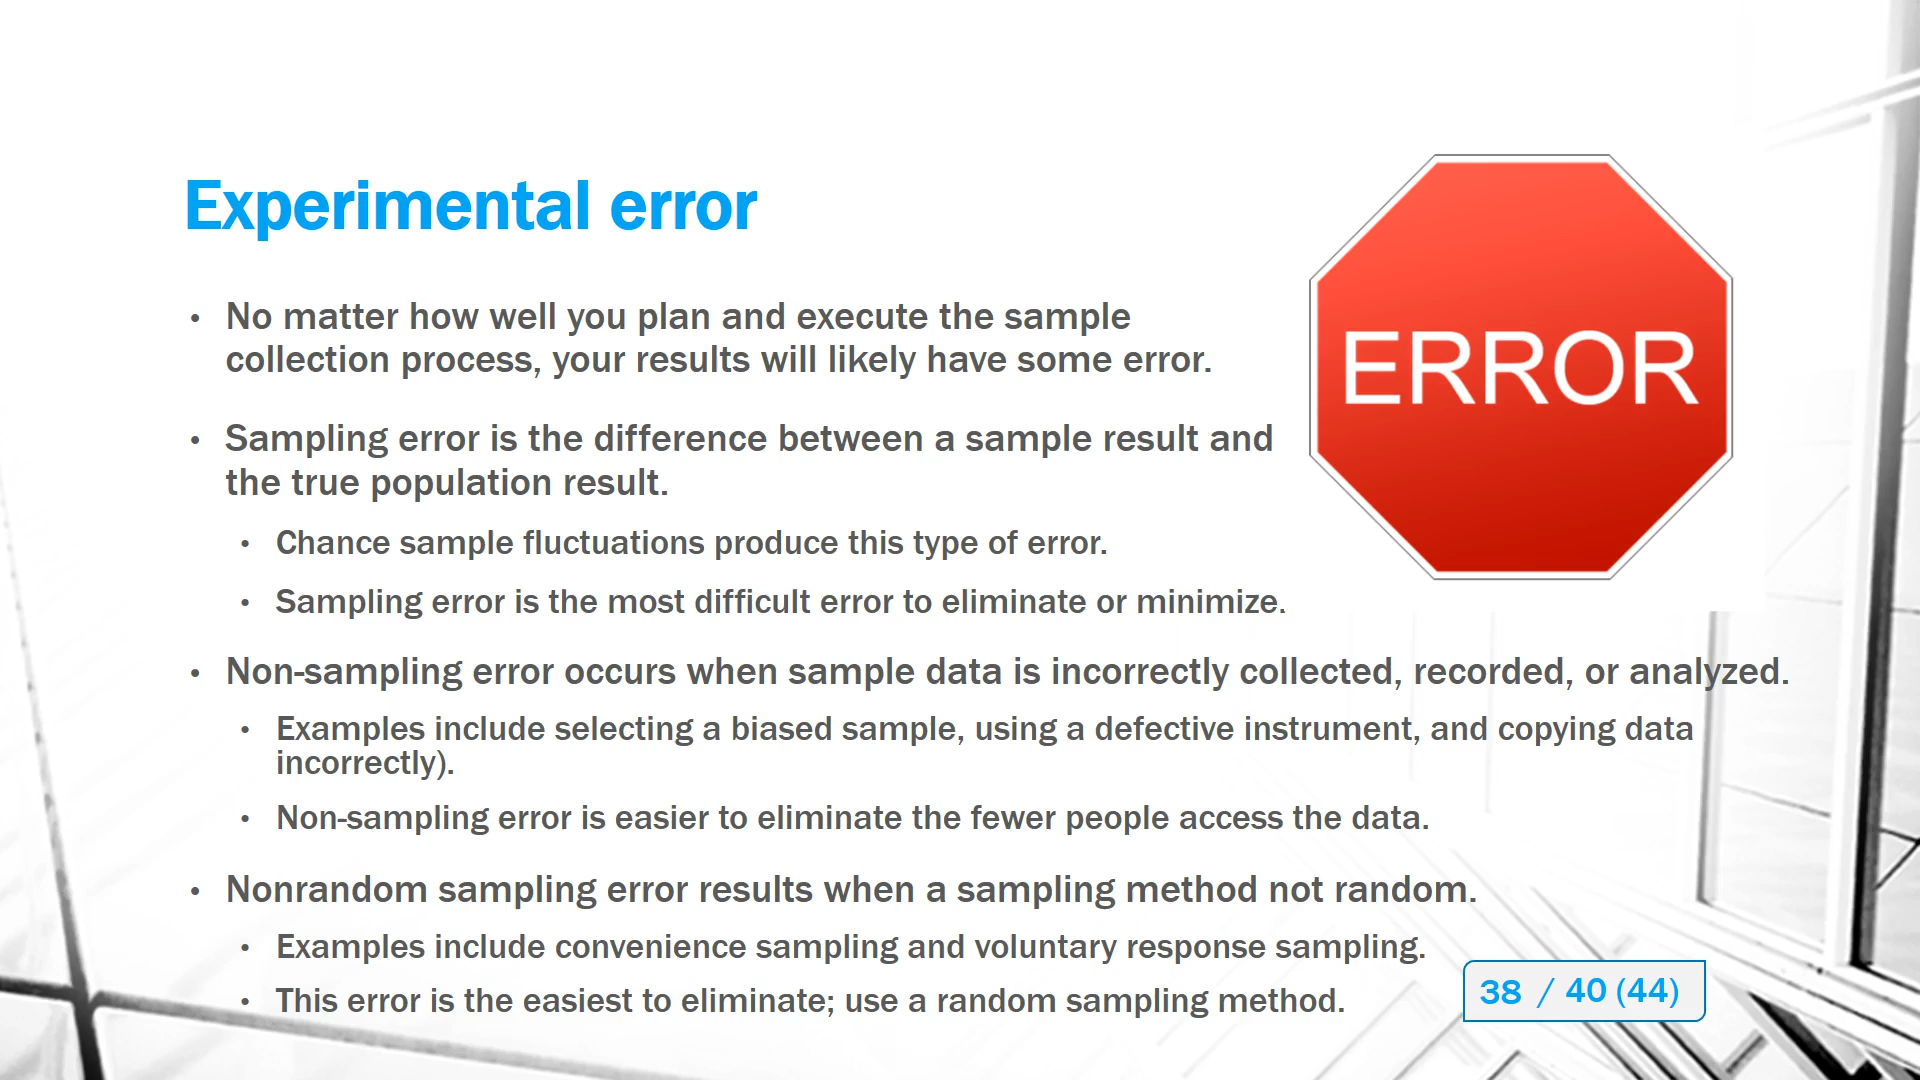 Experimental error
ERROR
• No matter how well you plan and execute the sample
collection process, your results will likely have some error.
• Sampling error is the difference between a sample result and
the true population result.
• Chance sample fluctuations produce this type of error.
• Sampling error is the most difficult error to eliminate or minimize.
• Non-sampling error occurs when sample data is incorrectly collected, recorded, or analyzed.
• Examples include selecting a biased sample, using a defective instrument, and copying data
incorrectly).
• Non-sampling error is easier to eliminate the fewer people access the data.
• Nonrandom sampling error results when a sampling method not random.
• Examples include convenience sampling and voluntary response sampling.
• This error is the easiest to eliminate; use a random sampling method.
38 / 40 (44)